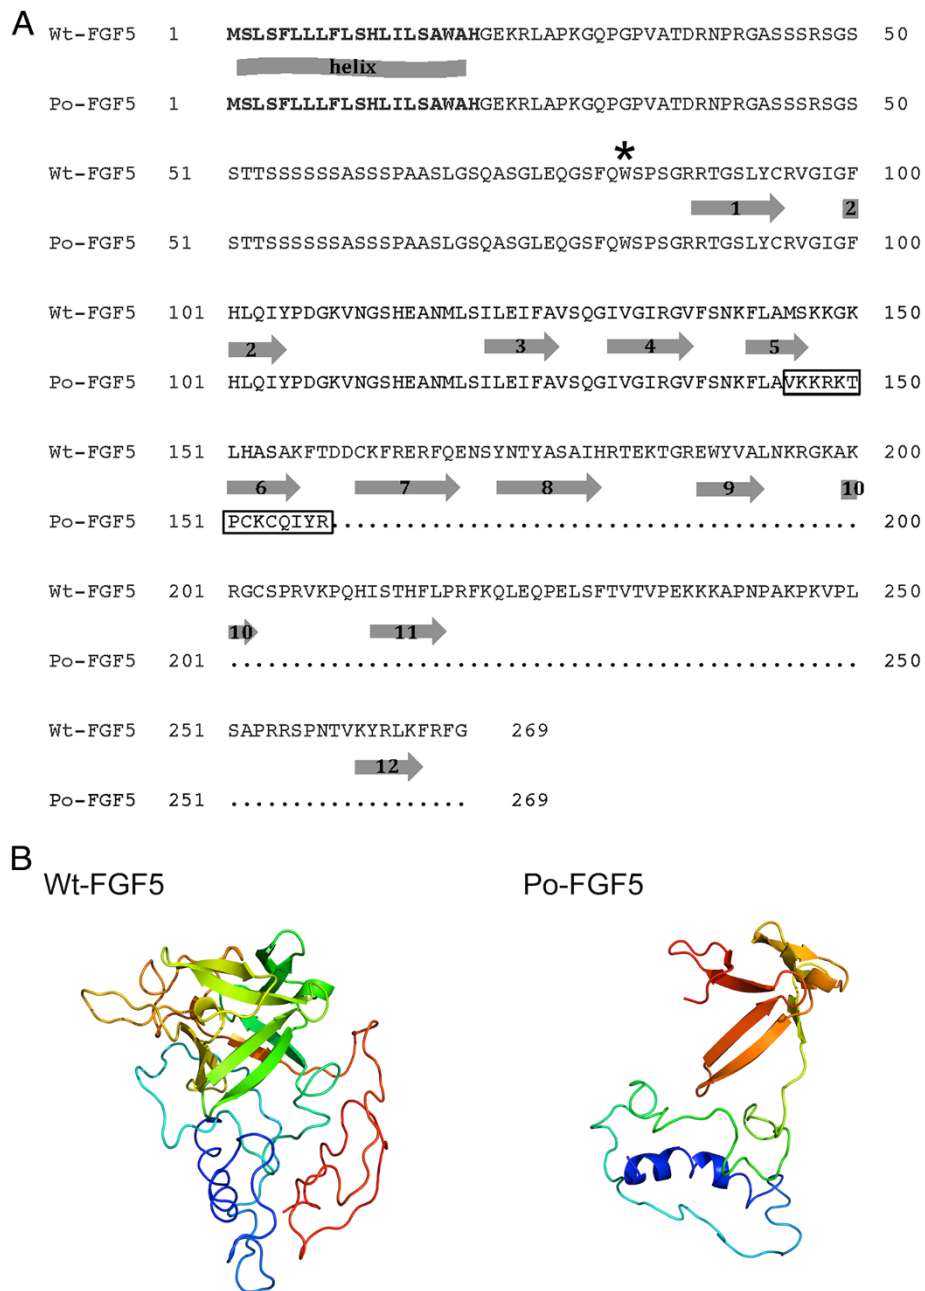 A
Wt-FGF5 1 MSLSFLLLFLSHLILSAWAHGEKRLAPKGQPGPVATDRNPRGASSSRSGS 50
helix
Po-FGF5 1 MSLSFLLLFLSHLILSAWAHGEKRLAPKGQPGPVATDRNPRGASSSRSGS 50
*
Wt-FGF5 51 STTSSSSSSASSSPAASLGSQASGLEQGSFQWSPSGRRTGSLYCRVGIGF 100
1 2
Po-FGF5 51 STTSSSSSSASSSPAASLGSQASGLEQGSFQWSPSGRRTGSLYCRVGIGF 100
Wt-FGF5 101 HLQIYPDGKVNGSHEANMLSILEIFAVSQGIVGIRGVFSNKFLAMSKKGK 150
2 3 4 5
Po-FGF5 101 HLQIYPDGKVNGSHEANMLSILEIFAVSQGIVGIRGVFSNKFLAVKKRKT 150
Wt-FGF5 151 LHASAKFTDDCKFRERFQENSYNTYASAIHRTEKTGREWYVALNKRGKAK 200
6 7 8 9 10
Po-FGF5 151 PCKCQIYR.......................................... 200
Wt-FGF5 201 RGCSPRVKPQHISTHFLPRFKQLEQPELSFTVTVPEKKKAPNPAKPKVPL 250
10 11
Po-FGF5 201 .................................................. 250
Wt-FGF5 251 SAPRRSPNTVKYRLKFRFG 269
12
Po-FGF5 251 ................... 269
B
Wt-FGF5 Po-FGF5